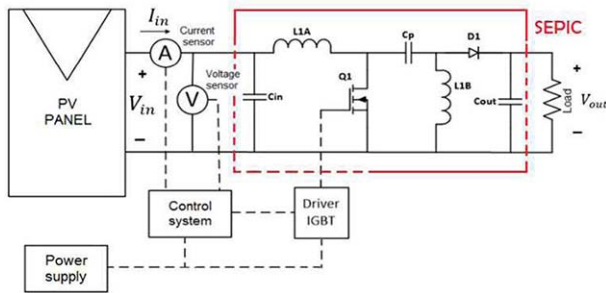 I_in
Current
sensor
L1A
Cp
D1
SEPIC
A
Voltage
sensor
Q1
PV
PANEL
+
V_in
V
Cin
L1B
Cout
Load
+
V_out
−
−
Control
system
Driver
IGBT
Power
supply